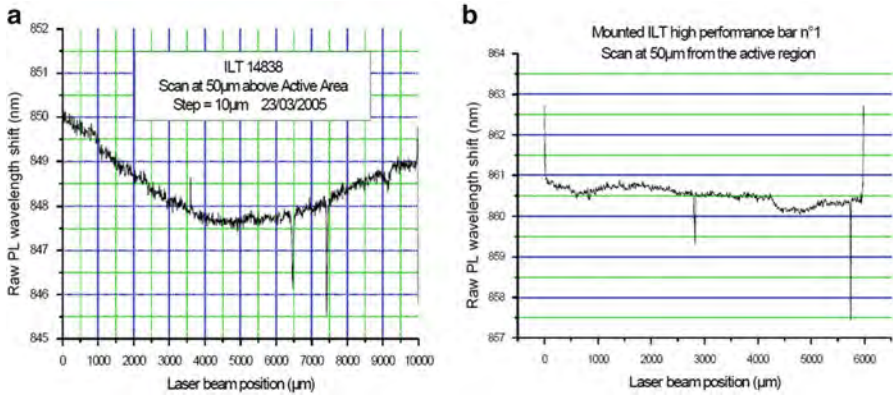 a
852
851
850
849
848
847
846
845
Raw PL wavelength shift (nm)
ILT 14838
Scan at 50µm above Active Area
Step = 10µm 23/03/2005
0 1000 2000 3000 4000 5000 6000 7000 8000 9000 10000
Laser beam position (µm)
b
Mounted ILT high performance bar n°1
Scan at 50µm from the active region
864
863
862
861
860
859
858
857
Raw PL wavelength shift (nm)
0 1000 2000 3000 4000 5000 6000
Laser beam position (µm)